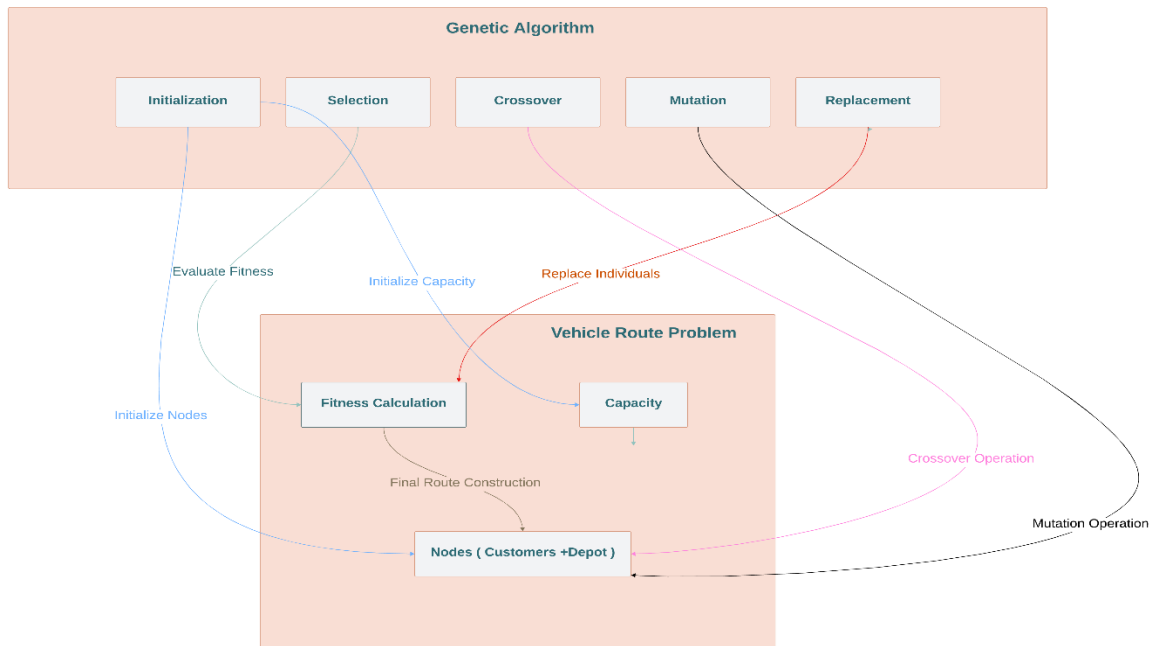 Genetic Algorithm
Initialization
Selection
Crossover
Mutation
Replacement
Evaluate Fitness
Initialize Capacity
Replace Individuals
Vehicle Route Problem
Fitness Calculation
Capacity
Initialize Nodes
Crossover Operation
Final Route Construction
Mutation Operation
Nodes ( Customers +Depot )